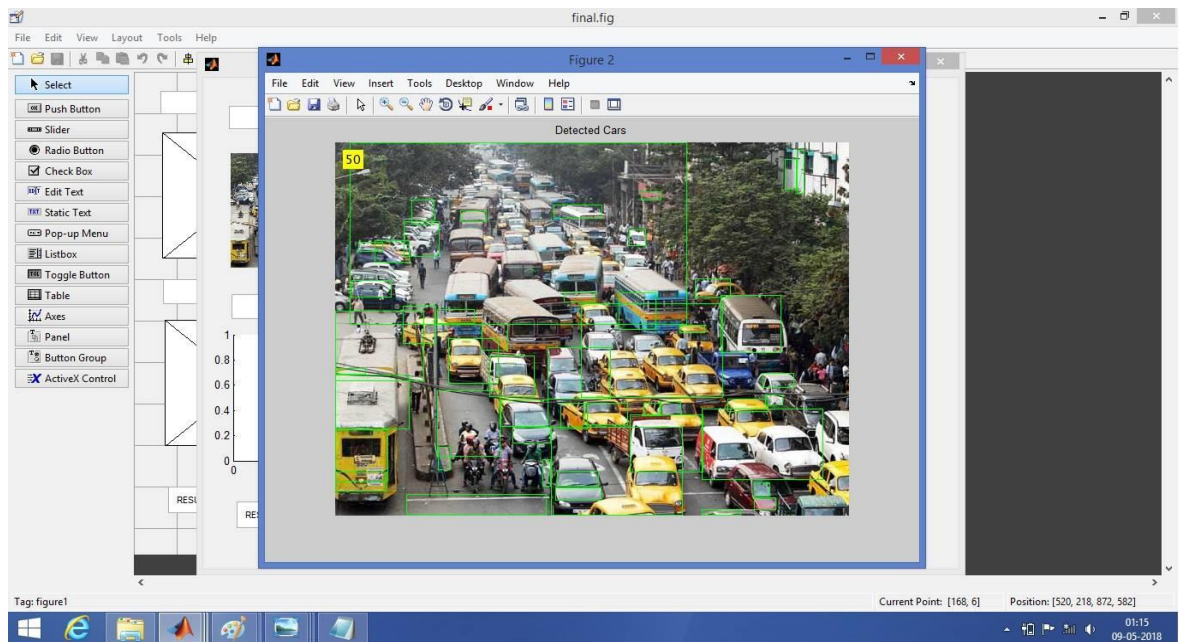 final.fig
File Edit View Layout Tools Help
Figure 2
File Edit View Insert Tools Desktop Window Help
Select
Push Button
Slider
Radio Button
Check Box
Edit Text
Static Text
Pop-up Menu
Listbox
Toggle Button
Table
Axes
Panel
Button Group
ActiveX Control
Detected Cars
50
1
0.8
0.6
0.4
0.2
0
0
RESU
RE
Tag: figure1
Current Point: [168, 6]
Position: [520, 218, 872, 582]
01:15
09-05-2018